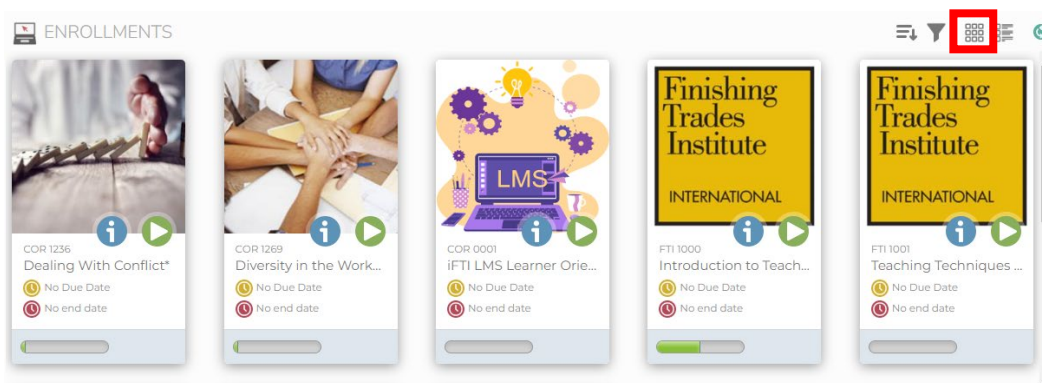 ENROLLMENTS
LMS
Finishing
Trades
Institute
INTERNATIONAL
Finishing
Trades
Institute
INTERNATIONAL
COR 1236
Dealing With Conflict*
No Due Date
No end date
COR 1269
Diversity in the Work...
No Due Date
No end date
COR 0001
iFTI LMS Learner Orie...
No Due Date
No end date
FTI 1000
Introduction to Teach...
No Due Date
No end date
FTI 1001
Teaching Techniques ...
No Due Date
No end date